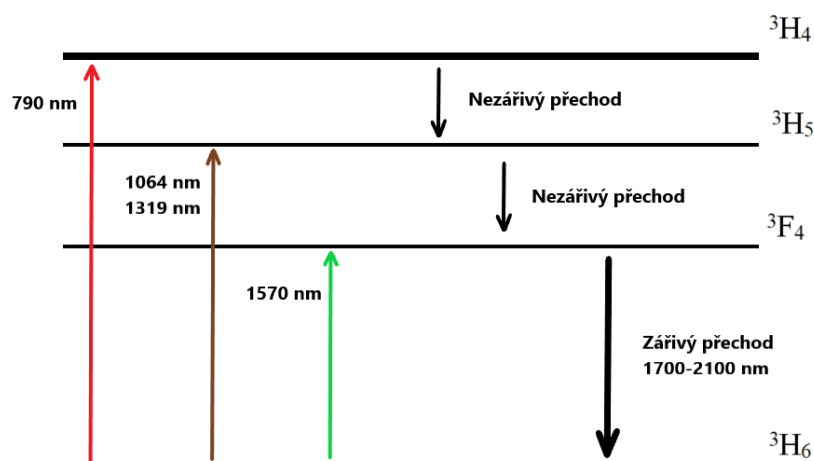 ³H₄
790 nm
Nezářivý přechod
³H₅
1064 nm
1319 nm
Nezářivý přechod
³F₄
1570 nm
Zářivý přechod
1700-2100 nm
³H₆